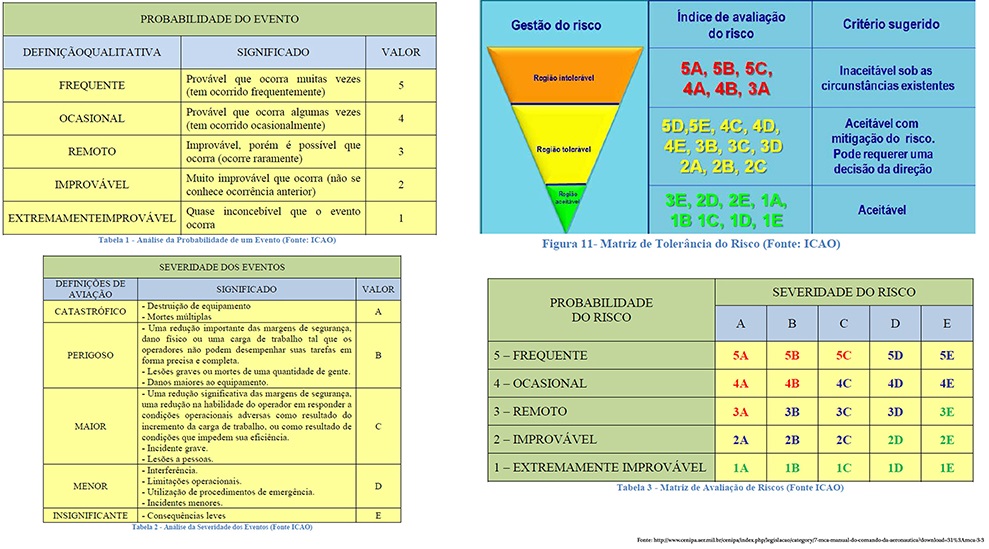 PROBABILIDADE DO EVENTO
DEFINIÇÃOQUALITATIVA SIGNIFICADO VALOR
FREQUENTE Provável que ocorra muitas vezes (tem ocorrido frequentemente) 5
OCASIONAL Provável que ocorra algumas vezes (tem ocorrido ocasionalmente) 4
REMOTO Improvável, porém é possível que ocorra (ocorre raramente) 3
IMPROVÁVEL Muito improvável que ocorra (não se conhece ocorrência anterior) 2
EXTREMAMENTEIMPROVÁVEL Quase inconcebível que o evento ocorra 1
Tabela 1 - Análise da Probabilidade de um Evento (Fonte: ICAO)
Gestão do risco
Índice de avaliação
do risco
Critério sugerido
Região intolerável
5A, 5B, 5C,
4A, 4B, 3A
Inaceitável sob as
circunstâncias existentes
Região tolerável
5D,5E, 4C, 4D,
4E, 3B, 3C, 3D
2A, 2B, 2C
Aceitável com
mitigação do risco.
Pode requerer uma
decisão da direção
Região
aceitável
3E, 2D, 2E, 1A,
1B 1C, 1D, 1E
Aceitável
Figura 11- Matriz de Tolerância do Risco (Fonte: ICAO)
SEVERIDADE DOS EVENTOS
DEFINIÇÕES DE
AVIAÇÃO
SIGNIFICADO VALOR
CATASTRÓFICO
- Destruição de equipamento
- Mortes múltiplas
A
PERIGOSO
- Uma redução importante das margens de segurança,
dano físico ou uma carga de trabalho tal que os
operadores não podem desempenhar suas tarefas em
forma precisa e completa.
- Lesões graves ou mortes de uma quantidade de gente.
- Danos maiores ao equipamento.
B
MAIOR
- Uma redução significativa das margens de segurança,
uma redução na habilidade do operador em responder a
condições operacionais adversas como resultado do
incremento da carga de trabalho, ou como resultado de
condições que impedem sua eficiência.
- Incidente grave.
- Lesões a pessoas.
C
MENOR
- Interferência.
- Limitações operacionais.
- Utilização de procedimentos de emergência.
- Incidentes menores.
D
INSIGNIFICANTE - Consequências leves E
Tabela 2 - Análise da Severidade dos Eventos (Fonte ICAO)
PROBABILIDADE
DO RISCO
SEVERIDADE DO RISCO
A B C D E
5 – FREQUENTE 5A 5B 5C 5D 5E
4 – OCASIONAL 4A 4B 4C 4D 4E
3 – REMOTO 3A 3B 3C 3D 3E
2 – IMPROVÁVEL 2A 2B 2C 2D 2E
1 – EXTREMAMENTE IMPROVÁVEL 1A 1B 1C 1D 1E
Tabela 3 - Matriz de Avaliação de Riscos (Fonte ICAO)
Fonte: http://www.cenipa.aer.mil.br/cenipa/index.php/legislacao/category/7-mca-manual-do-comando-da-aeronautica?download=31%3Amca-3-3